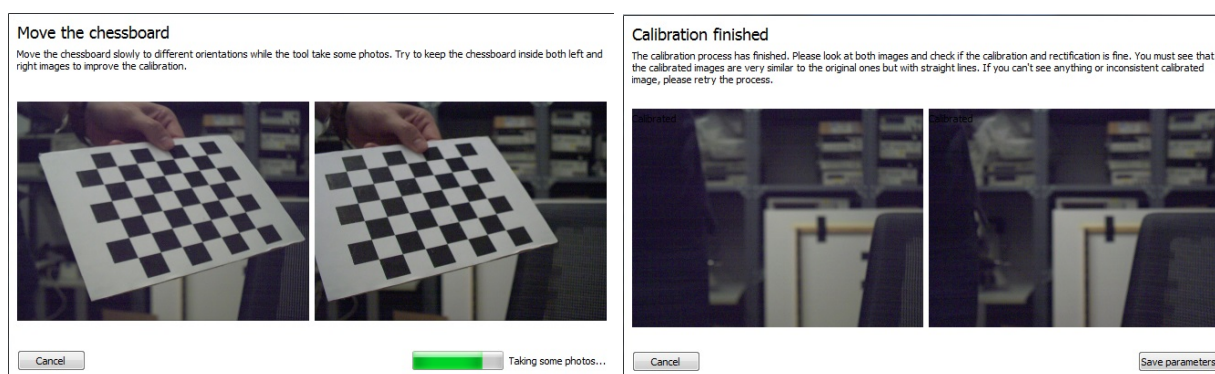 Move the chessboard
Move the chessboard slowly to different orientations while the tool take some photos. Try to keep the chessboard inside both left and
right images to improve the calibration.
Cancel
Taking some photos...
Calibration finished
The calibration process has finished. Please look at both images and check if the calibration and rectification is fine. You must see that
the calibrated images are very similar to the original ones but with straight lines. If you can't see anything or inconsistent calibrated
image, please retry the process.
Calibrated
Calibrated
Cancel
Save parameters